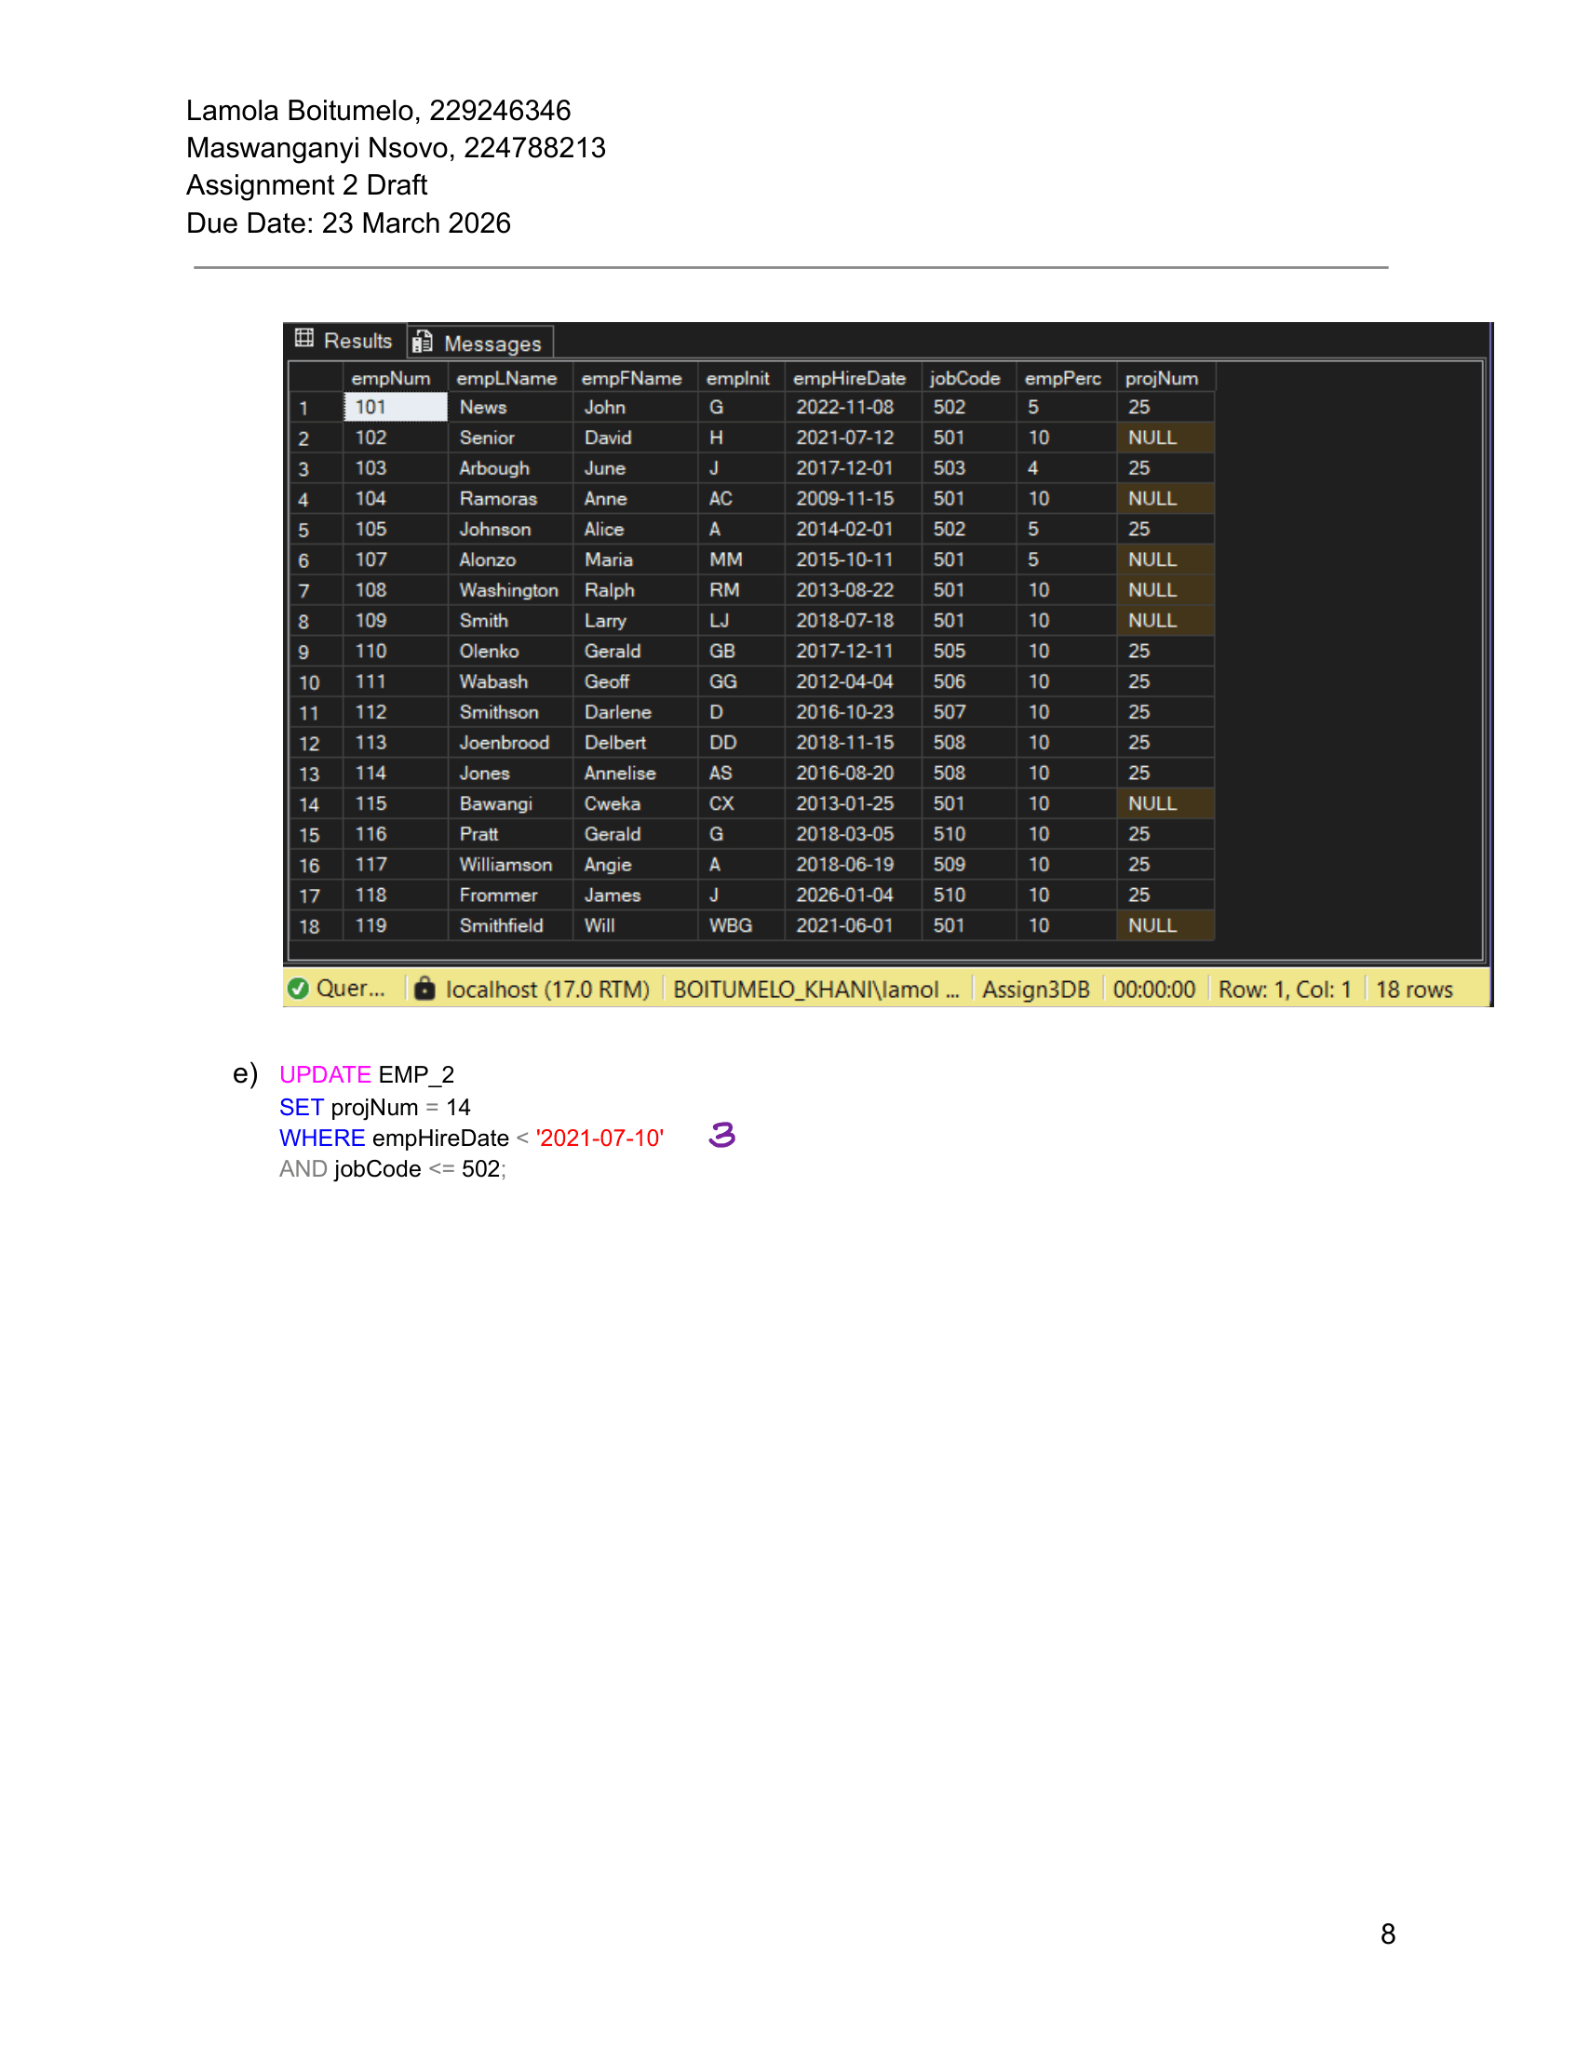 Lamola Boitumelo, 229246346
Maswanganyi Nsovo, 224788213
Assignment 2 Draft
Due Date: 23 March 2026
Results Messages
empNum empLName empFName empInit empHireDate jobCode empPerc projNum
1 101 News John G 2022-11-08 502 5 25
2 102 Senior David H 2021-07-12 501 10 NULL
3 103 Arbough June J 2017-12-01 503 4 25
4 104 Ramoras Anne AC 2009-11-15 501 10 NULL
5 105 Johnson Alice A 2014-02-01 502 5 25
6 107 Alonzo Maria MM 2015-10-11 501 5 NULL
7 108 Washington Ralph RM 2013-08-22 501 10 NULL
8 109 Smith Larry LJ 2018-07-18 501 10 NULL
9 110 Olenko Gerald GB 2017-12-11 505 10 25
10 111 Wabash Geoff GG 2012-04-04 506 10 25
11 112 Smithson Darlene D 2016-10-23 507 10 25
12 113 Joenbrood Delbert DD 2018-11-15 508 10 25
13 114 Jones Annelise AS 2016-08-20 508 10 25
14 115 Bawangi Cweka CX 2013-01-25 501 10 NULL
15 116 Pratt Gerald G 2018-03-05 510 10 25
16 117 Williamson Angie A 2018-06-19 509 10 25
17 118 Frommer James J 2026-01-04 510 10 25
18 119 Smithfield Will WBG 2021-06-01 501 10 NULL
Quer... localhost (17.0 RTM) BOITUMELO_KHANI\lamol ... Assign3DB 00:00:00 Row: 1, Col: 1 18 rows
e) UPDATE EMP_2
SET projNum = 14
WHERE empHireDate < '2021-07-10' 3
AND jobCode <= 502;
8